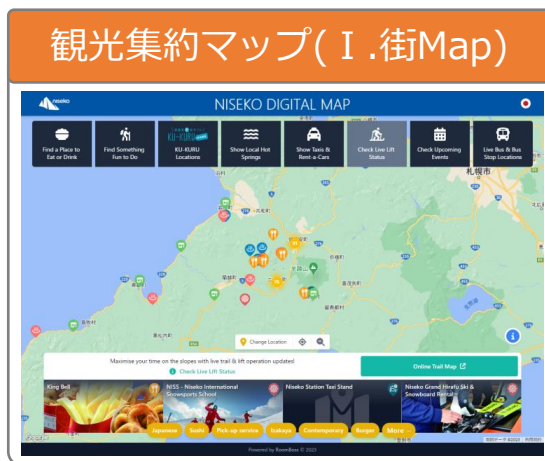 観光集約マップ(Ⅰ.街Map)
niseko
NISEKO DIGITAL MAP
Find a Place to
Eat or Drink
Find Something
Fun to Do
KU-KURU
KU-KURU
Locations
Show Local Hot
Springs
Show Taxis &
Rent-a-Cars
Check Live Lift
Status
Check Upcoming
Events
Live Bus & Bus
Stop Locations
札幌市
Change Location
Maximise your time on the slopes with live trail & lift operation updates!
Check Live Lift
Status
Online Trail Map
King Bell
NISS - Niseko International
Snowsports School
Niseko Station Taxi Stand
Niseko Grand Hirafu Ski &
Snowboard Rental
Japanese
Sushi
Pick-up service
Izakaya
Contemporary
Burger
More
Powered by RoomBoss © 2023